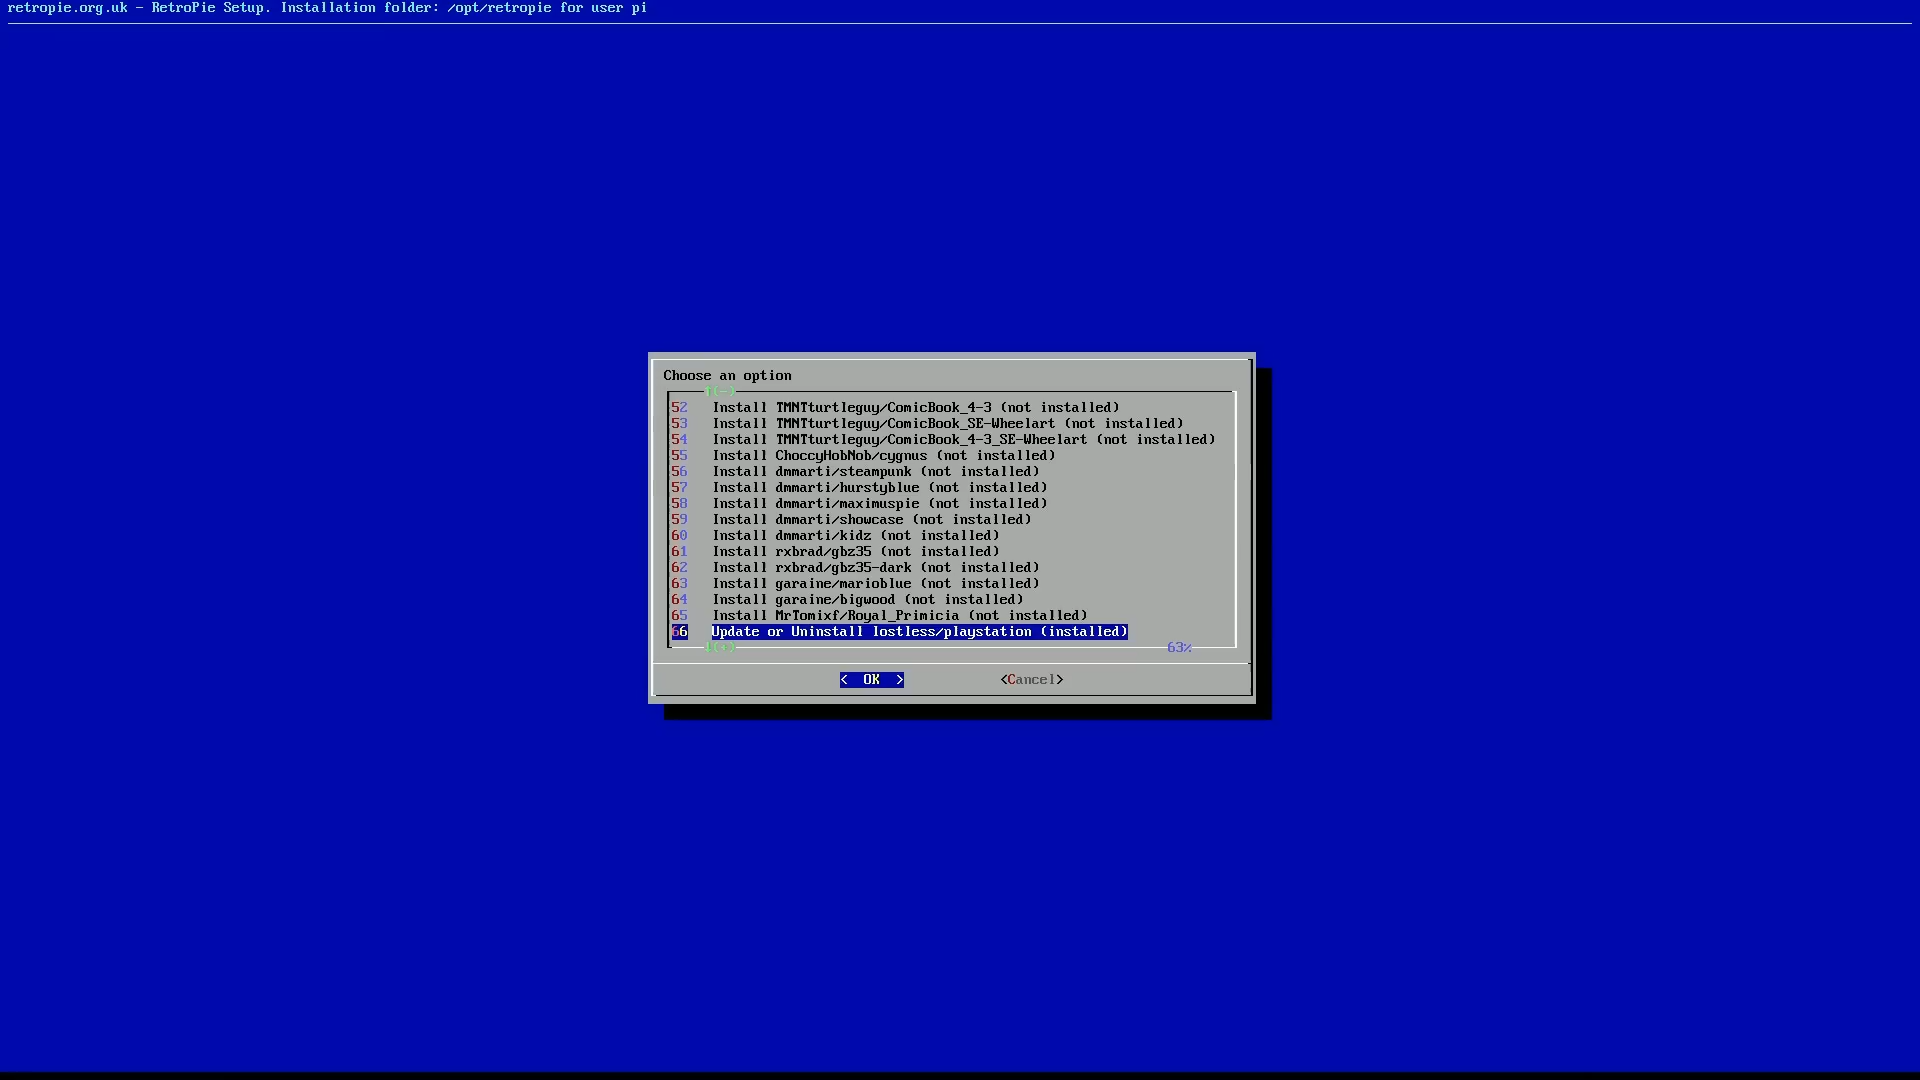 retropie.org.uk - RetroPie Setup. Installation folder: /opt/retropie for user pi
Choose an option
↑(-)
52 Install TMNTturtleguy/ComicBook_4-3 (not installed)
53 Install TMNTturtleguy/ComicBook_SE-Wheelart (not installed)
54 Install TMNTturtleguy/ComicBook_4-3_SE-Wheelart (not installed)
55 Install ChoccyHobNob/cygnus (not installed)
56 Install dmmarti/steampunk (not installed)
57 Install dmmarti/hurstyblue (not installed)
58 Install dmmarti/maximuspie (not installed)
59 Install dmmarti/showcase (not installed)
60 Install dmmarti/kidz (not installed)
61 Install rxbrad/gbz35 (not installed)
62 Install rxbrad/gbz35-dark (not installed)
63 Install garaine/marioblue (not installed)
64 Install garaine/bigwood (not installed)
65 Install MrTomixf/Royal_Primicia (not installed)
66 Update or Uninstall lostless/playstation (installed)
↓(+) 63%
< OK > <Cancel>